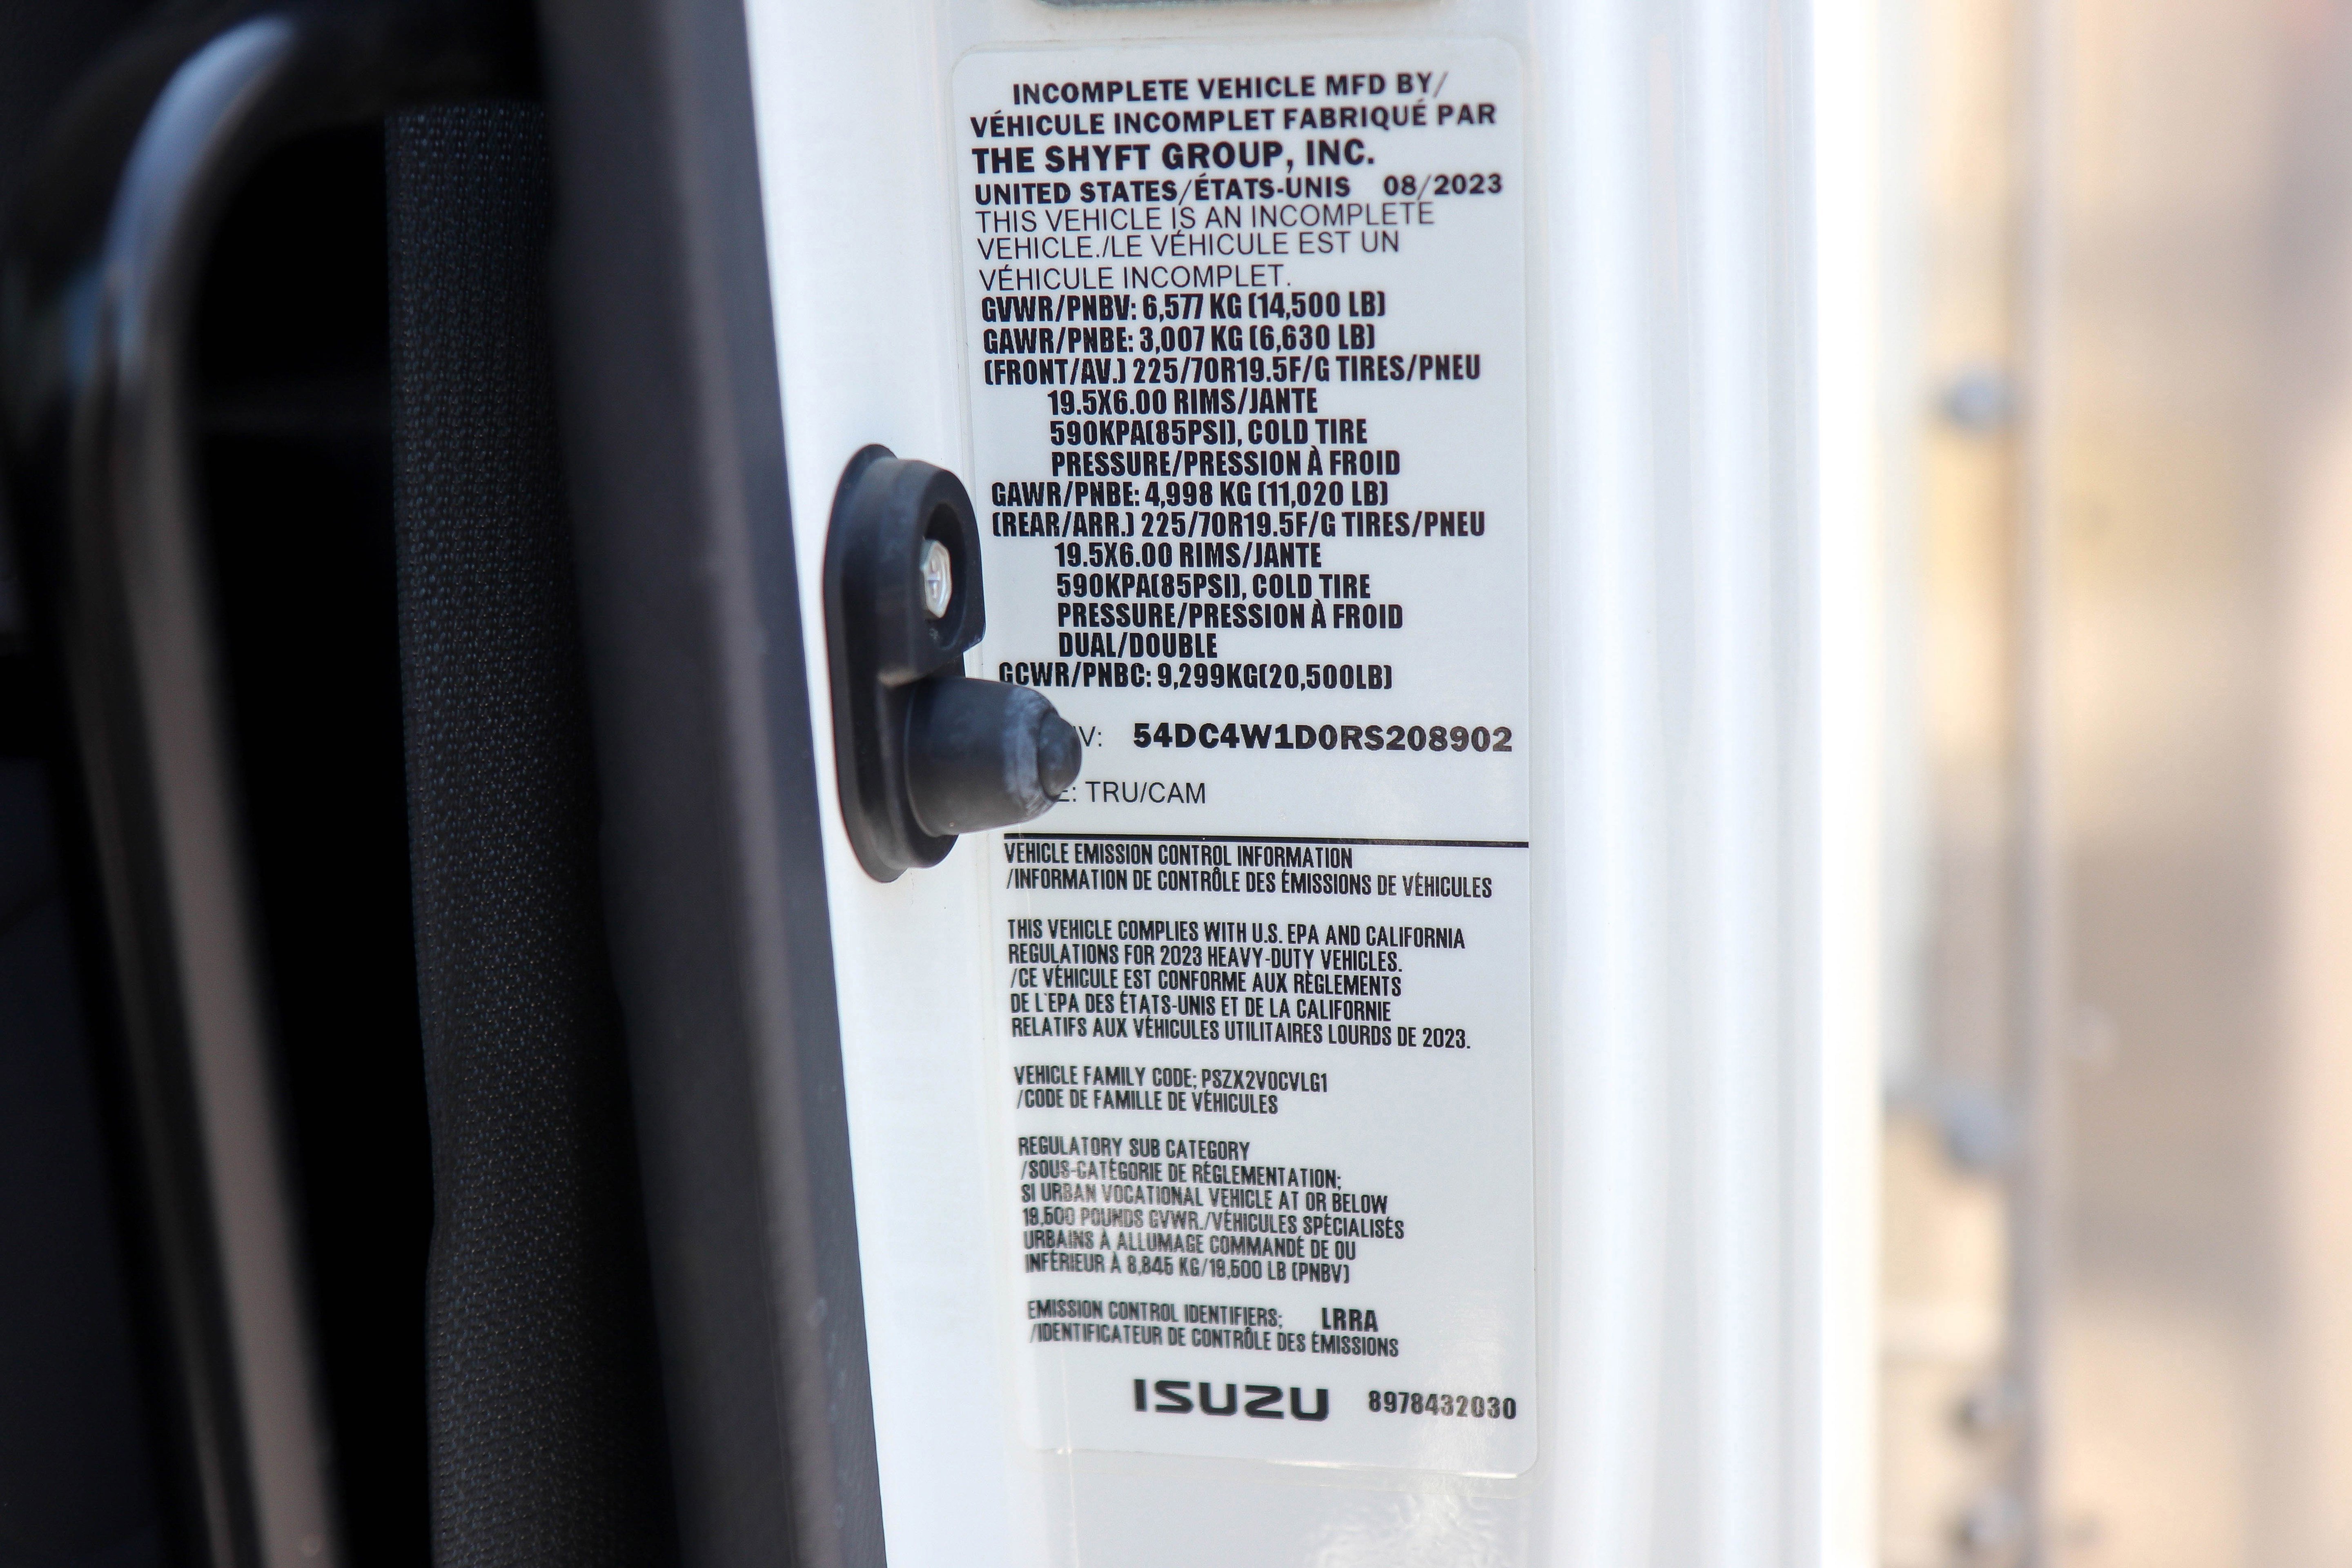 INCOMPLETE VEHICLE MFD BY/
VÉHICULE INCOMPLET FABRIQUÉ PAR
THE SHYFT GROUP, INC.
UNITED STATES/ÉTATS-UNIS 08/2023
THIS VEHICLE IS AN INCOMPLETE
VEHICLE./LE VÉHICULE EST UN
VÉHICULE INCOMPLET.
GVWR/PNBV: 6,577 KG (14,500 LB)
GAWR/PNBE: 3,007 KG (6,630 LB)
(FRONT/AV.) 225/70R19.5F/G TIRES/PNEU
19.5X6.00 RIMS/JANTE
590KPA(85PSI), COLD TIRE
PRESSURE/PRESSION À FROID
GAWR/PNBE: 4,998 KG (11,020 LB)
(REAR/ARR.) 225/70R19.5F/G TIRES/PNEU
19.5X6.00 RIMS/JANTE
590KPA(85PSI), COLD TIRE
PRESSURE/PRESSION À FROID
DUAL/DOUBLE
GCWR/PNBC: 9,299KG(20,500LB)
54DC4W1D0RS208902
TRU/CAM
VEHICLE EMISSION CONTROL INFORMATION
/INFORMATION DE CONTRÔLE DES ÉMISSIONS DE VÉHICULES
THIS VEHICLE COMPLIES WITH U.S. EPA AND CALIFORNIA
REGULATIONS FOR 2023 HEAVY-DUTY VEHICLES.
/CE VÉHICULE EST CONFORME AUX RÈGLEMENTS
DE L'EPA DES ÉTATS-UNIS ET DE LA CALIFORNIE
RELATIFS AUX VÉHICULES UTILITAIRES LOURDS DE 2023.
VEHICLE FAMILY CODE; PSZX2VOCVLG1
/CODE DE FAMILLE DE VÉHICULES
REGULATORY SUB CATEGORY
/SOUS-CATÉGORIE DE RÉGLEMENTATION;
SI URBAN VOCATIONAL VEHICLE AT OR BELOW
19,500 POUNDS GVWR./VÉHICULES SPÉCIALISÉS
URBAINS À ALLUMAGE COMMANDÉ DE OU
INFÉRIEUR À 8,845 KG/19,500 LB (PNBV)
EMISSION CONTROL IDENTIFIERS; LRRA
/IDENTIFICATEUR DE CONTRÔLE DES ÉMISSIONS
ISUZU 8978432030